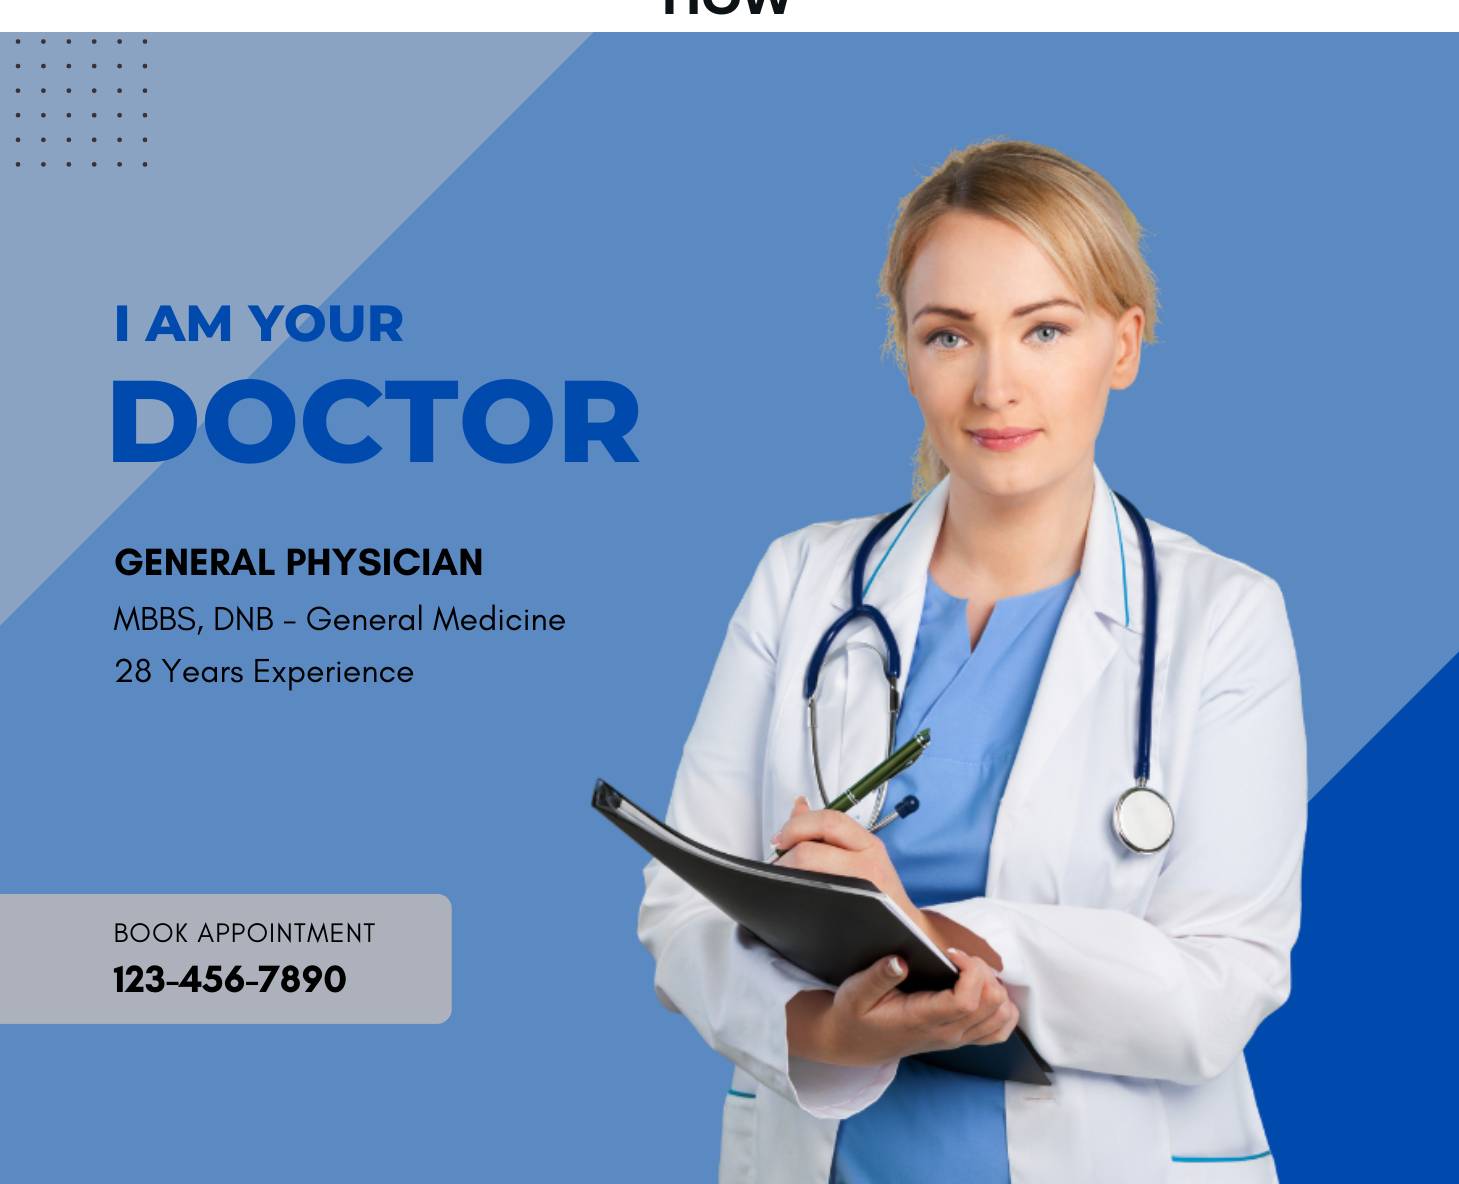 I AM YOUR
DOCTOR
GENERAL PHYSICIAN
MBBS, DNB - General Medicine
28 Years Experience
BOOK APPOINTMENT
123-456-7890